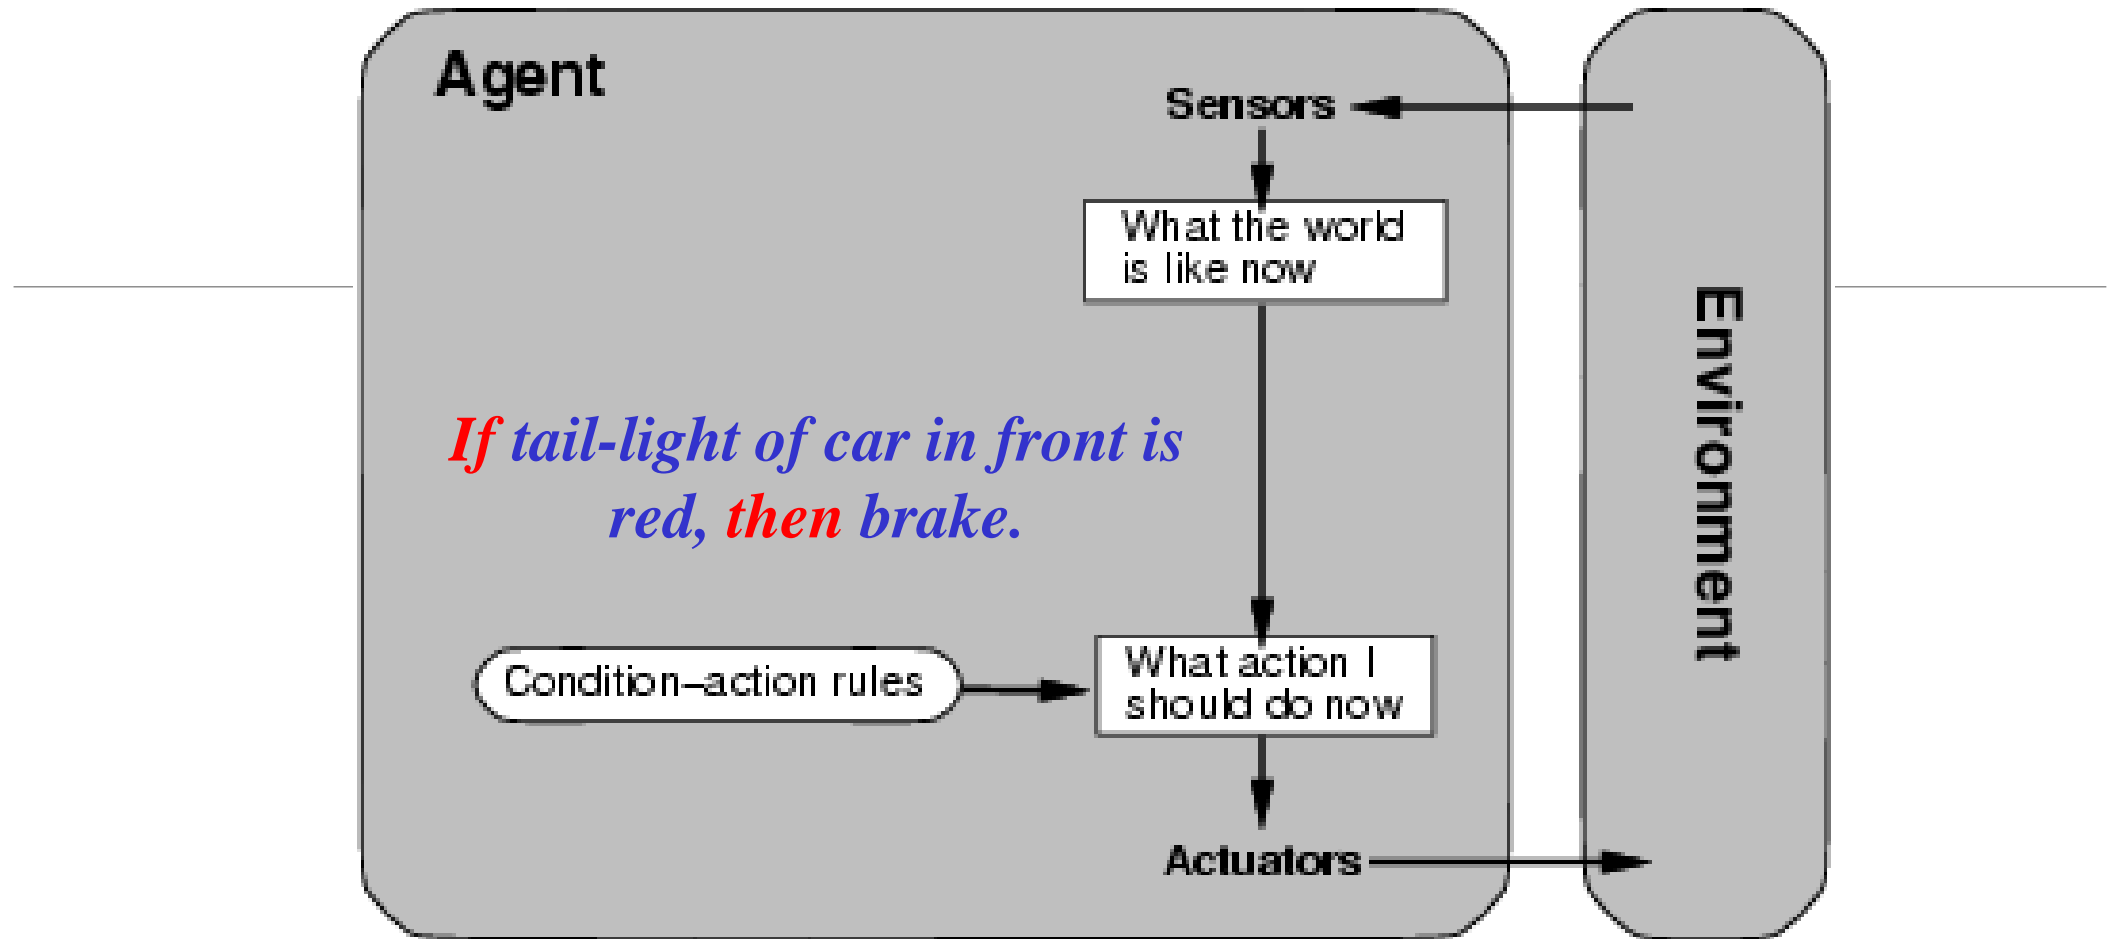 Agent
Sensors
What the world
is like now
Environment
If tail-light of car in front is
red, then brake.
Condition–action rules
What action I
should do now
Actuators